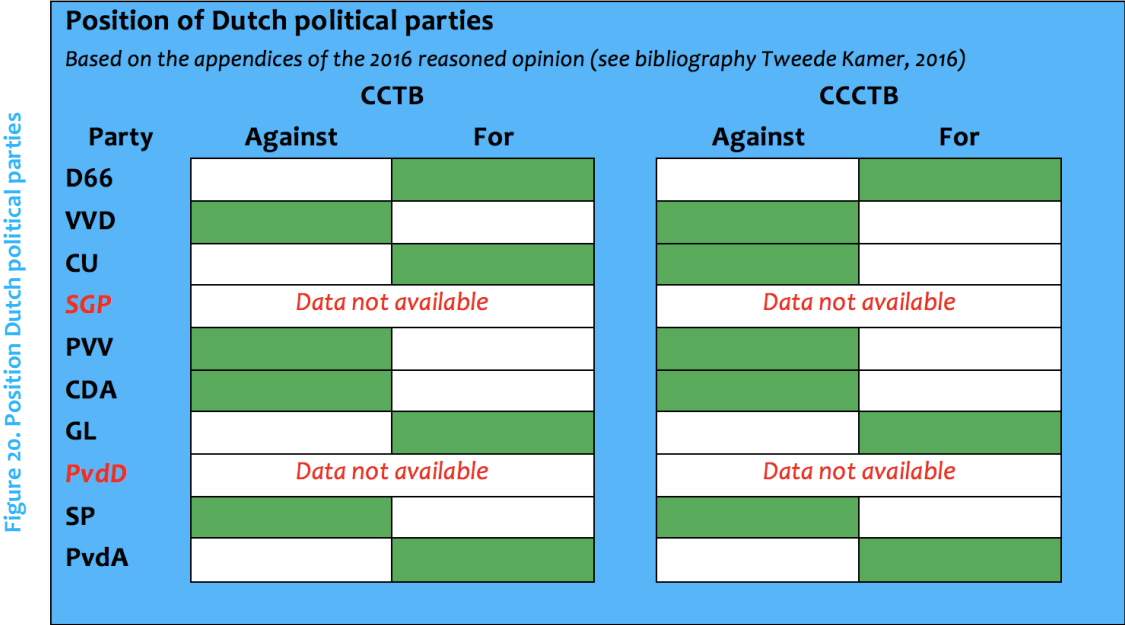 Position of Dutch political parties
Based on the appendices of the 2016 reasoned opinion (see bibliography Tweede Kamer, 2016)
CCTB CCCTB
Party Against For Against For
D66
VVD
CU
SGP Data not available Data not available
PVV
CDA
GL
PvdD Data not available Data not available
SP
PvdA
Figure 20. Position Dutch political parties